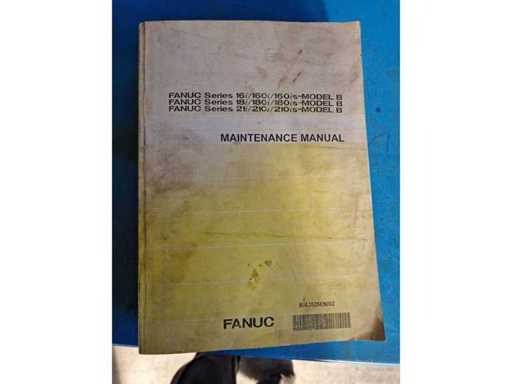 FANUC Series 16i/160i/160is-MODEL B
FANUC Series 18i/180i/180is-MODEL B
FANUC Series 21i/210i/210is-MODEL B
MAINTENANCE MANUAL
FANUC